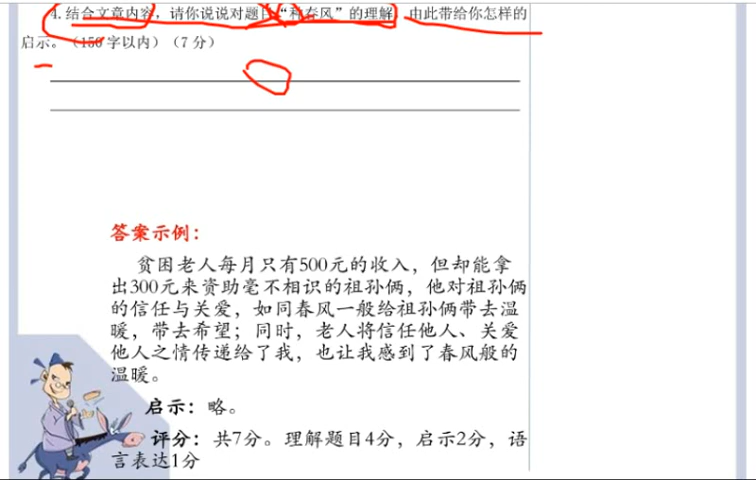 4. 结合文章内容，请你说说对题目“种春风”的理解，由此带给你怎样的
启示。（150字以内）（7分）
答案示例：
贫困老人每月只有500元的收入，但却能拿
出300元来资助毫不相识的祖孙俩，他对祖孙俩
的信任与关爱，如同春风一般给祖孙俩带去温
暖，带去希望；同时，老人将信任他人、关爱
他人之情传递给了我，也让我感到了春风般的
温暖。
启示：略。
评分：共7分。理解题目4分，启示2分，语
言表达1分